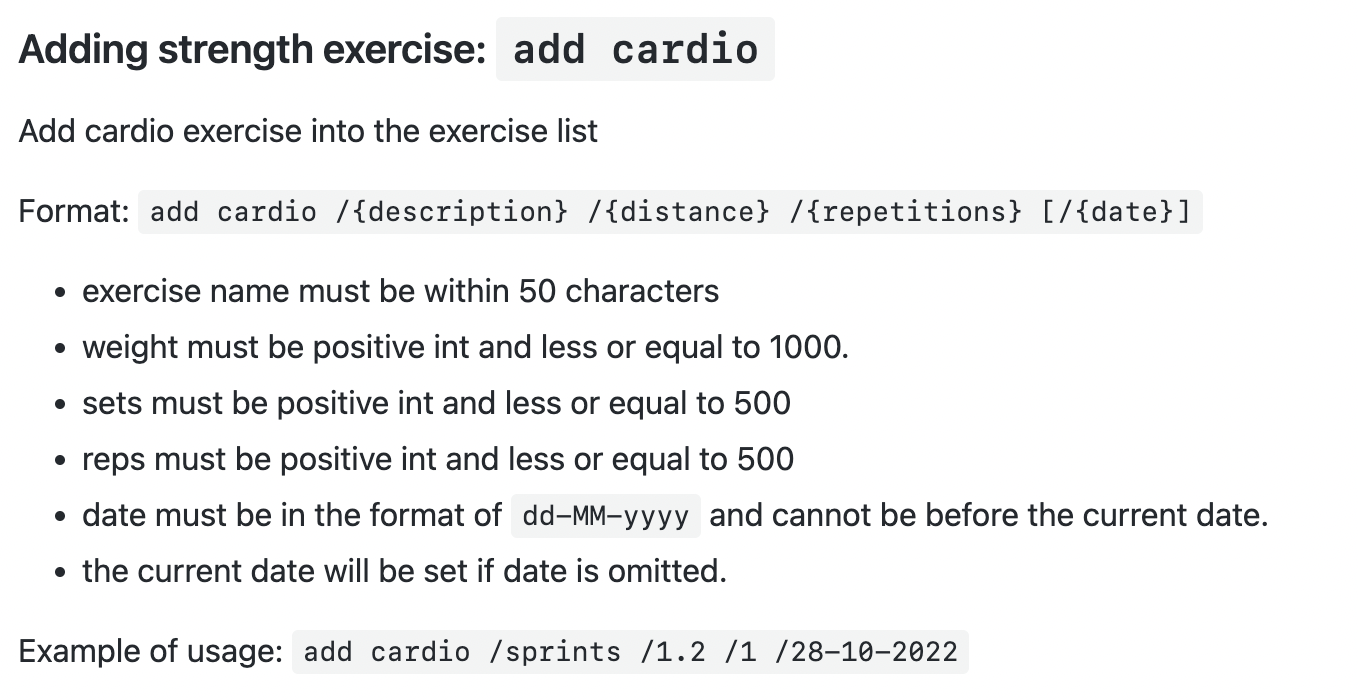 Adding strength exercise: add cardio
Add cardio exercise into the exercise list
Format: add cardio /{description} /{distance} /{repetitions} [/{date}]
• exercise name must be within 50 characters
• weight must be positive int and less or equal to 1000.
• sets must be positive int and less or equal to 500
• reps must be positive int and less or equal to 500
• date must be in the format of dd-MM-yyyy and cannot be before the current date.
• the current date will be set if date is omitted.
Example of usage: add cardio /sprints /1.2 /1 /28-10-2022